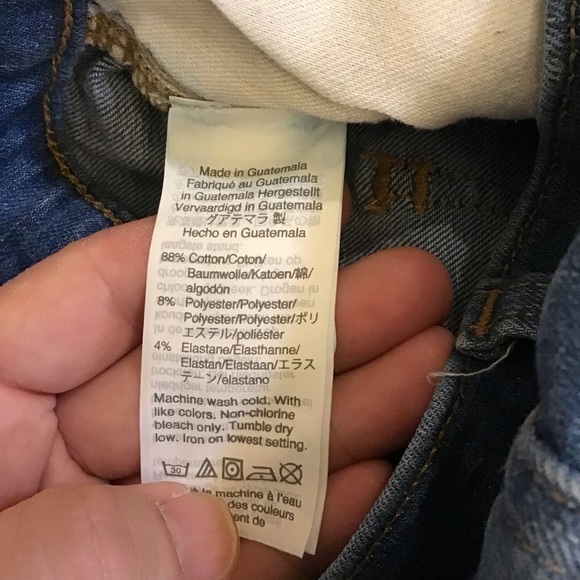 Made in Guatemala
Fabriqué au Guatemala
in Guatemala Hergestellt
Vervaardigd in Guatemala
グアテマラ 製
Hecho en Guatemala
88% Cotton/Coton/
Baumwolle/Katoen/綿/
algodón
8% Polyester/Polyester/
Polyester/Polyester/ポリ
エステル/poliéster
4% Elastane/Élasthanne/
Elastan/Elastaan/エラス
テーン/elastano
Machine wash cold. With
like colors. Non-chlorine
bleach only. Tumble dry
low. Iron on lowest setting.
30
à la machine à l'eau
des couleurs
ent de